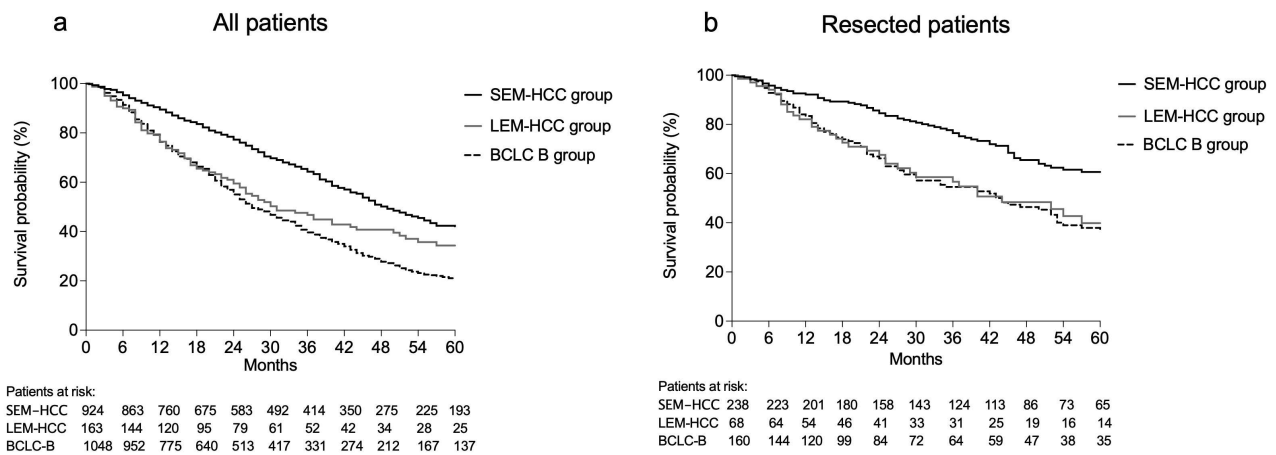 a All patients
Survival probability (%)
100
80
60
40
20
0
SEM-HCC group
LEM-HCC group
BCLC B group
0 6 12 18 24 30 36 42 48 54 60
Months
Patients at risk:
SEM-HCC 924 863 760 675 583 492 414 350 275 225 193
LEM-HCC 163 144 120 95 79 61 52 42 34 28 25
BCLC-B 1048 952 775 640 513 417 331 274 212 167 137
b Resected patients
Survival probability (%)
100
80
60
40
20
0
SEM-HCC group
LEM-HCC group
BCLC B group
0 6 12 18 24 30 36 42 48 54 60
Months
Patients at risk:
SEM-HCC 238 223 201 180 158 143 124 113 86 73 65
LEM-HCC 68 64 54 46 41 33 31 25 19 16 14
BCLC-B 160 144 120 99 84 72 64 59 47 38 35